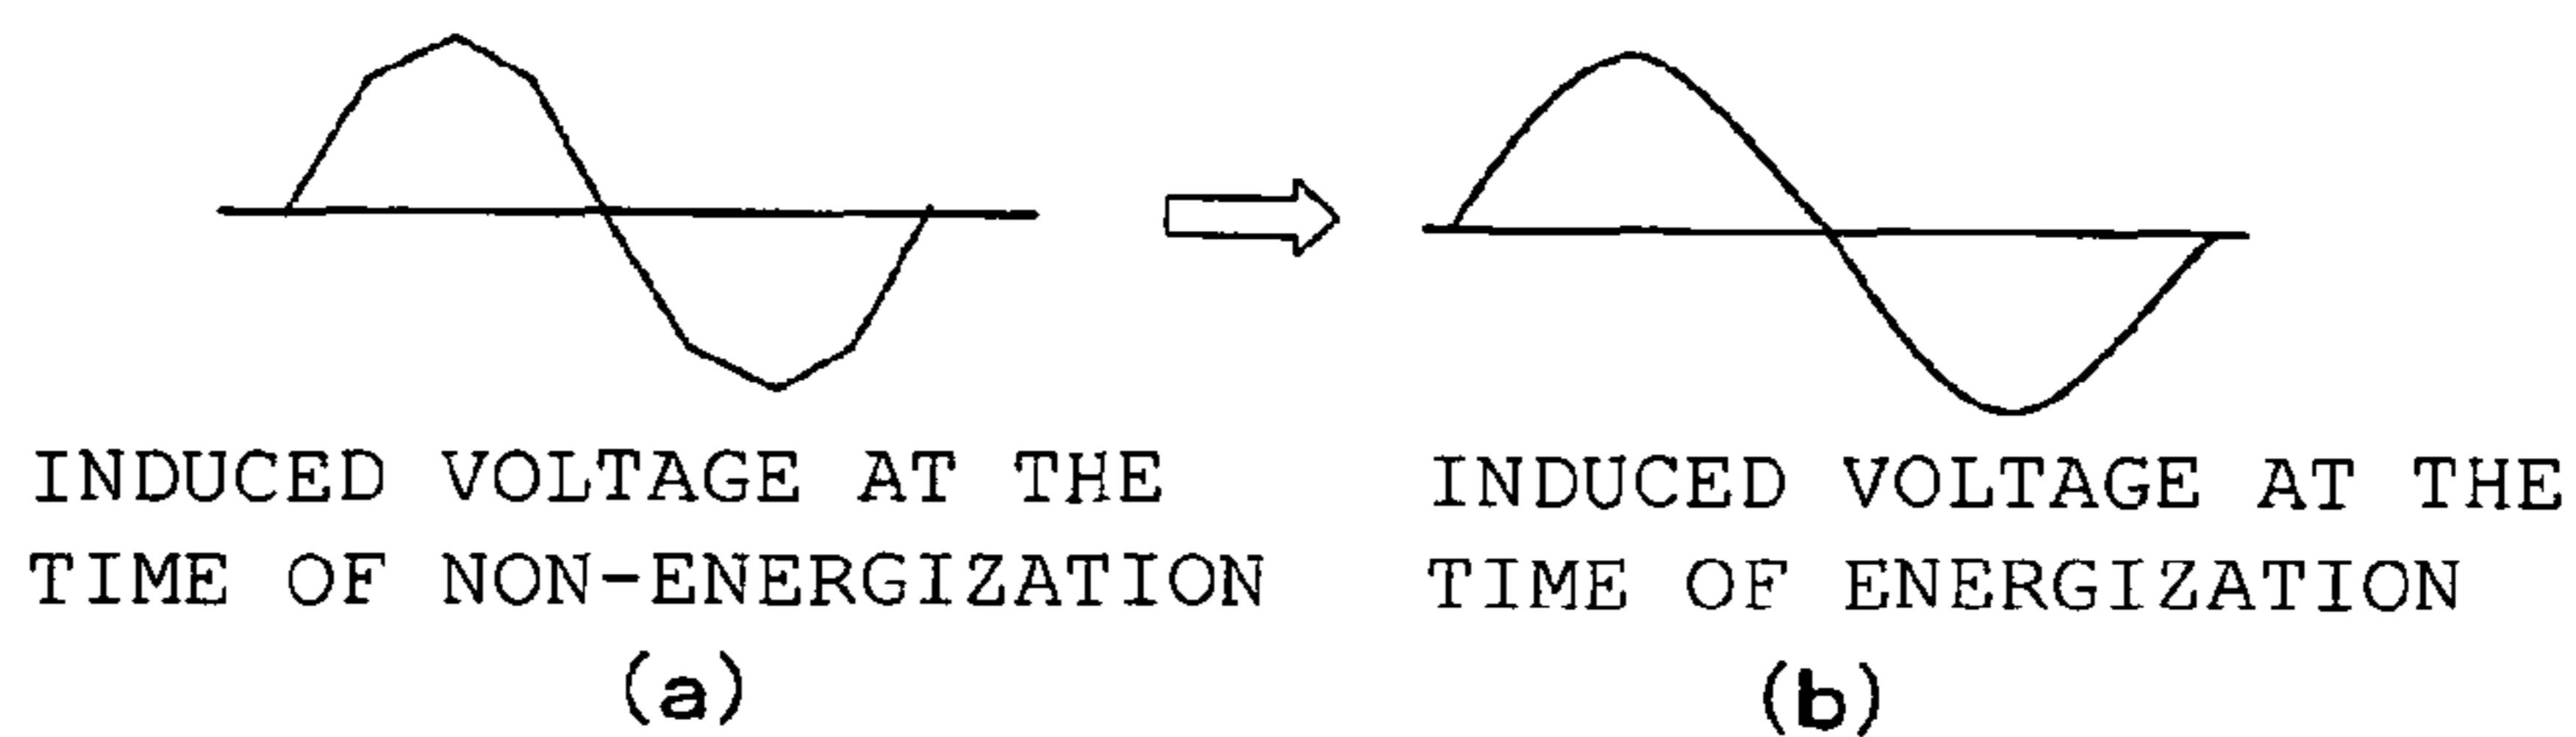 INDUCED VOLTAGE AT THE
TIME OF NON-ENERGIZATION
(a)
INDUCED VOLTAGE AT THE
TIME OF ENERGIZATION
(b)